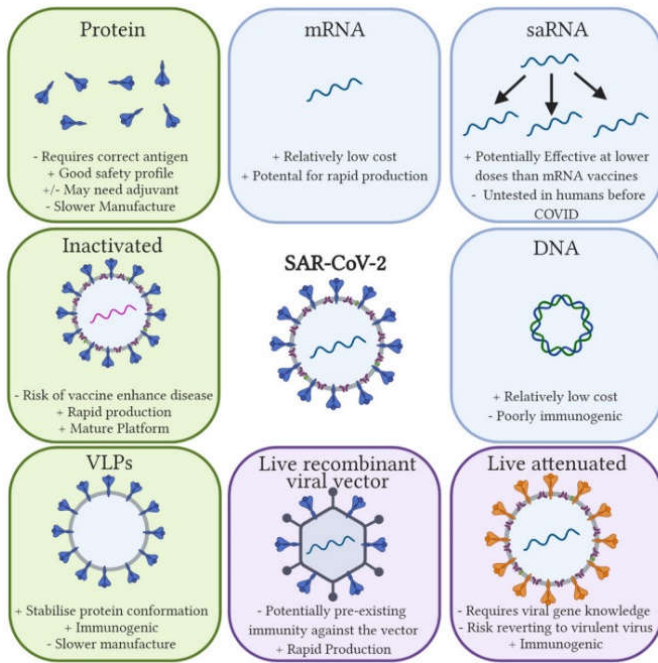 Protein
- Requires correct antigen
+ Good safety profile
+/- May need adjuvant
- Slower Manufacture
mRNA
+ Relatively low cost
+ Potental for rapid production
saRNA
+ Potentially Effective at lower
doses than mRNA vaccines
- Untested in humans before
COVID
Inactivated
- Risk of vaccine enhance disease
+ Rapid production
+ Mature Platform
SAR-CoV-2
DNA
+ Relatively low cost
- Poorly immunogenic
VLPs
+ Stabilise protein conformation
+ Immunogenic
- Slower manufacture
Live recombinant
viral vector
- Potentially pre-existing
immunity against the vector
+ Rapid Production
Live attenuated
- Requires viral gene knowledge
- Risk reverting to virulent virus
+ Immunogenic